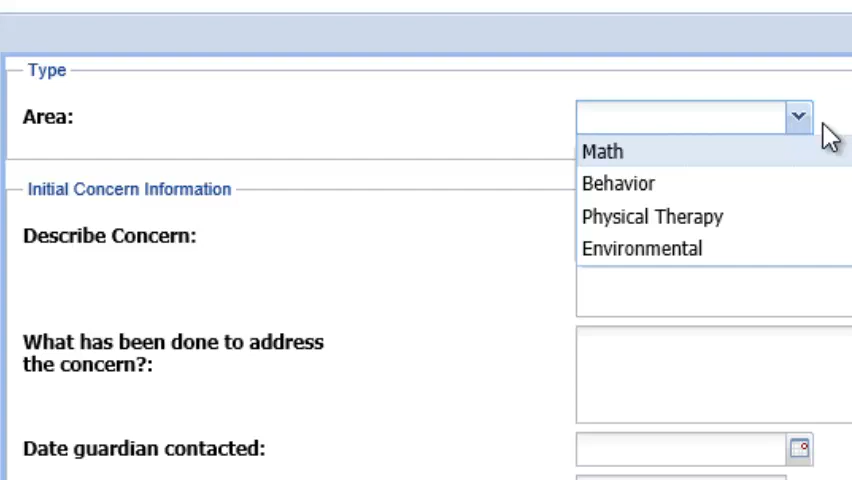 Type
Area:
Math
Behavior
Physical Therapy
Environmental
Initial Concern Information
Describe Concern:
What has been done to address
the concern?:
Date guardian contacted: